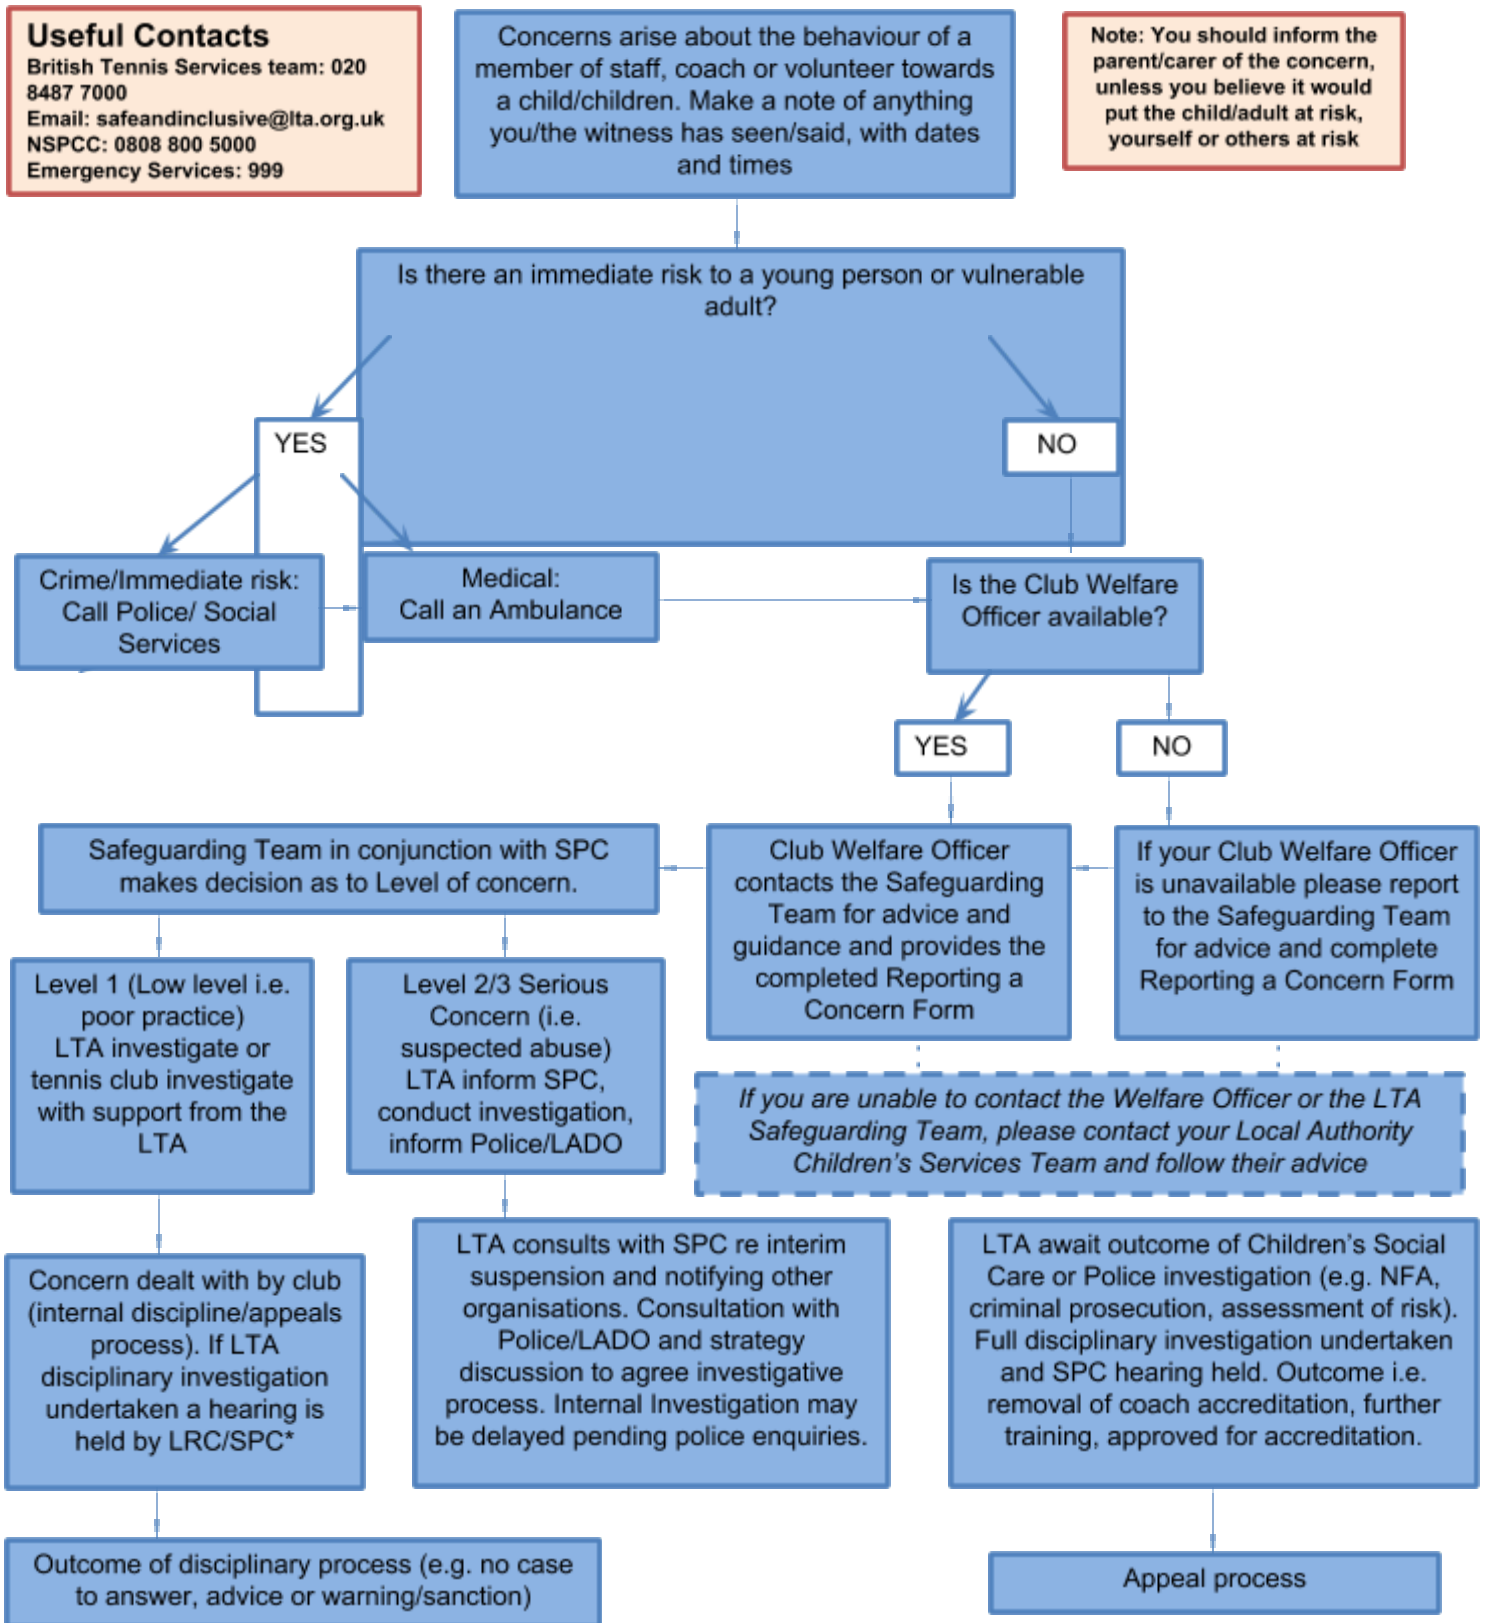 Useful Contacts
British Tennis Services team: 020
8487 7000
Email: safeandinclusive@lta.org.uk
NSPCC: 0808 800 5000
Emergency Services: 999
Concerns arise about the behaviour of a
member of staff, coach or volunteer towards
a child/children. Make a note of anything
you/the witness has seen/said, with dates
and times
Note: You should inform the
parent/carer of the concern,
unless you believe it would
put the child/adult at risk,
yourself or others at risk
Is there an immediate risk to a young person or vulnerable
adult?
YES
NO
Crime/Immediate risk:
Call Police/ Social
Services
Medical:
Call an Ambulance
Is the Club Welfare
Officer available?
YES
NO
Safeguarding Team in conjunction with SPC
makes decision as to Level of concern.
Club Welfare Officer
contacts the Safeguarding
Team for advice and
guidance and provides the
completed Reporting a
Concern Form
If your Club Welfare Officer
is unavailable please report
to the Safeguarding Team
for advice and complete
Reporting a Concern Form
Level 1 (Low level i.e.
poor practice)
LTA investigate or
tennis club investigate
with support from the
LTA
Level 2/3 Serious
Concern (i.e.
suspected abuse)
LTA inform SPC,
conduct investigation,
inform Police/LADO
If you are unable to contact the Welfare Officer or the LTA
Safeguarding Team, please contact your Local Authority
Children's Services Team and follow their advice
Concern dealt with by club
(internal discipline/appeals
process). If LTA
disciplinary investigation
undertaken a hearing is
held by LRC/SPC*
LTA consults with SPC re interim
suspension and notifying other
organisations. Consultation with
Police/LADO and strategy
discussion to agree investigative
process. Internal Investigation may
be delayed pending police enquiries.
LTA await outcome of Children's Social
Care or Police investigation (e.g. NFA,
criminal prosecution, assessment of risk).
Full disciplinary investigation undertaken
and SPC hearing held. Outcome i.e.
removal of coach accreditation, further
training, approved for accreditation.
Outcome of disciplinary process (e.g. no case
to answer, advice or warning/sanction)
Appeal process